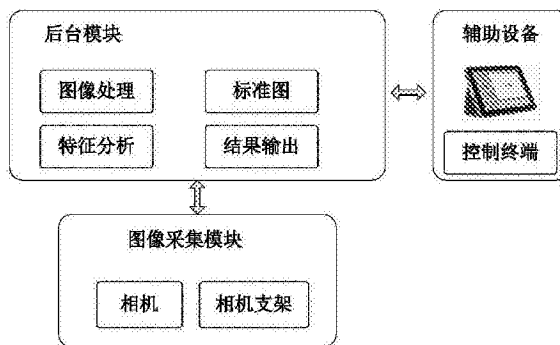 后台模块
图像处理
标准图
特征分析
结果输出
辅助设备
控制终端
图像采集模块
相机
相机支架